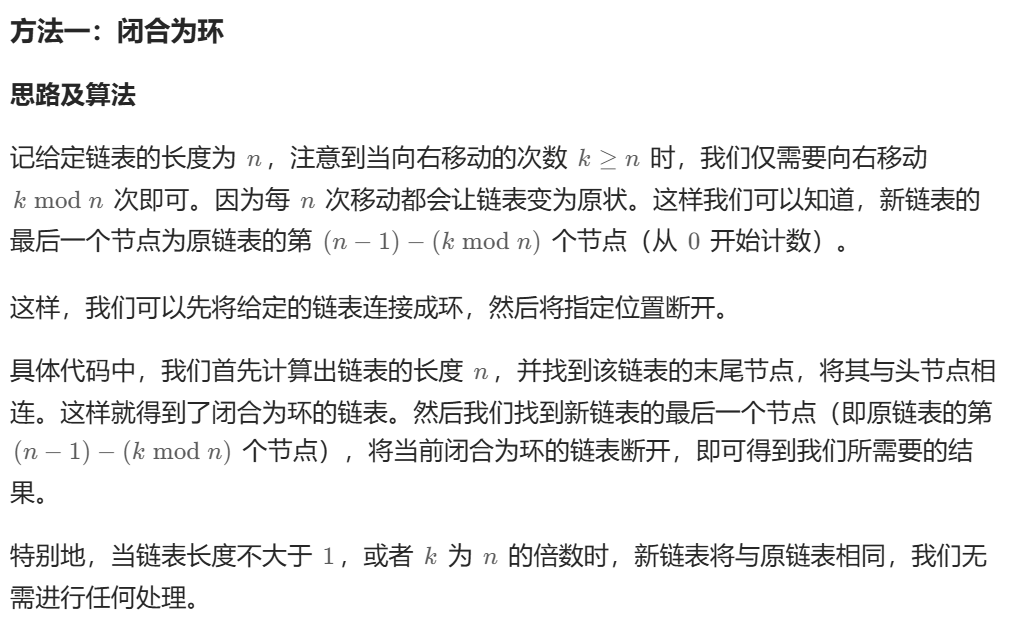 方法一：闭合为环
思路及算法
记给定链表的长度为 n，注意到当向右移动的次数 k ≥ n 时，我们仅需要向右移动
k mod n 次即可。因为每 n 次移动都会让链表变为原状。这样我们可以知道，新链表的
最后一个节点为原链表的第 (n − 1) − (k mod n) 个节点（从 0 开始计数）。
这样，我们可以先将给定的链表连接成环，然后将指定位置断开。
具体代码中，我们首先计算出链表的长度 n，并找到该链表的末尾节点，将其与头节点相
连。这样就得到了闭合为环的链表。然后我们找到新链表的最后一个节点（即原链表的第
(n − 1) − (k mod n) 个节点），将当前闭合为环的链表断开，即可得到我们所需要的结
果。
特别地，当链表长度不大于 1，或者 k 为 n 的倍数时，新链表将与原链表相同，我们无
需进行任何处理。